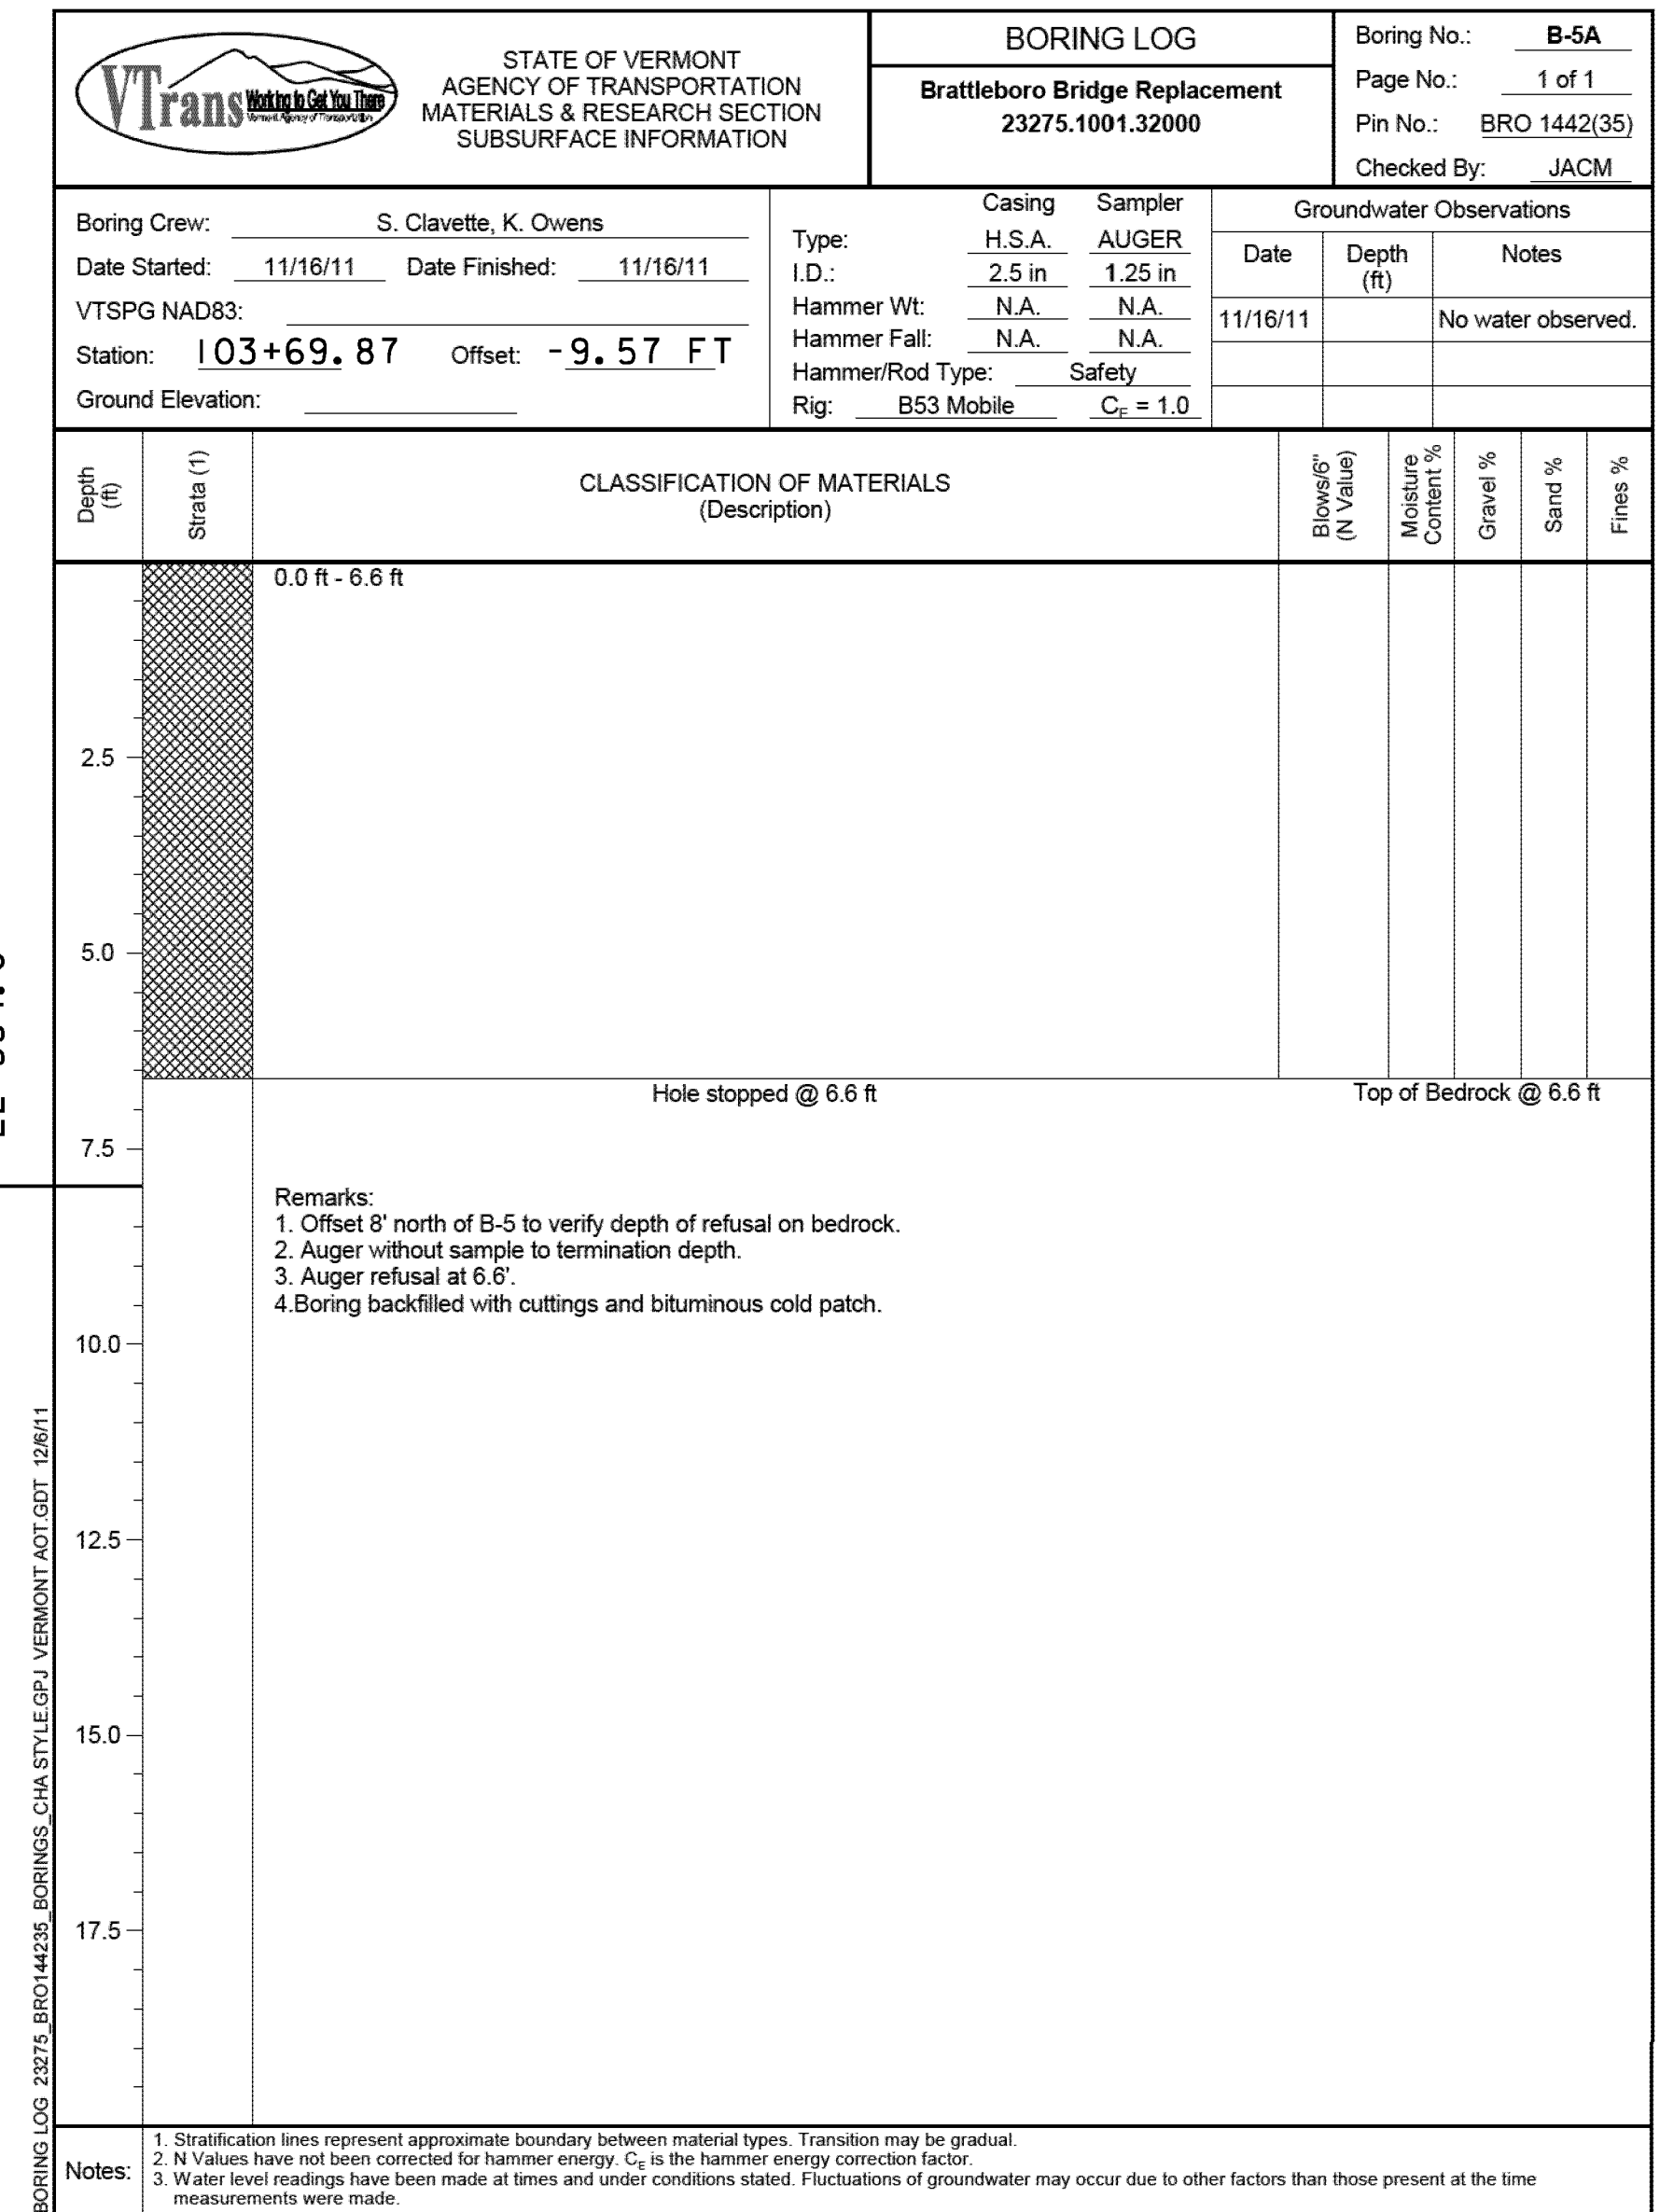 VTrans Working to Get You There
Vermont Agency of Transportation
STATE OF VERMONT
AGENCY OF TRANSPORTATION
MATERIALS & RESEARCH SECTION
SUBSURFACE INFORMATION
BORING LOG
Brattleboro Bridge Replacement
23275.1001.32000
Boring No.: B-5A
Page No.: 1 of 1
Pin No.: BRO 1442(35)
Checked By: JACM
Boring Crew: S. Clavette, K. Owens
Date Started: 11/16/11 Date Finished: 11/16/11
VTSPG NAD83:
Station: 103+69.87 Offset: -9.57 FT
Ground Elevation:
Casing Sampler
Type: H.S.A. AUGER
I.D.: 2.5 in 1.25 in
Hammer Wt: N.A. N.A.
Hammer Fall: N.A. N.A.
Hammer/Rod Type: Safety
Rig: B53 Mobile CE = 1.0
Groundwater Observations
Date Depth (ft) Notes
11/16/11 No water observed.
Depth (ft)
Strata (1)
CLASSIFICATION OF MATERIALS
(Description)
Blows/6" (N Value)
Moisture Content %
Gravel %
Sand %
Fines %
0.0 ft - 6.6 ft
2.5
5.0
Hole stopped @ 6.6 ft Top of Bedrock @ 6.6 ft
7.5
Remarks:
1. Offset 8' north of B-5 to verify depth of refusal on bedrock.
2. Auger without sample to termination depth.
3. Auger refusal at 6.6'.
4.Boring backfilled with cuttings and bituminous cold patch.
10.0
12.5
15.0
17.5
BORING LOG 23275_BRO144235_BORINGS_CHA STYLE.GPJ VERMONT AOT.GDT 12/6/11
Notes:
1. Stratification lines represent approximate boundary between material types. Transition may be gradual.
2. N Values have not been corrected for hammer energy. CE is the hammer energy correction factor.
3. Water level readings have been made at times and under conditions stated. Fluctuations of groundwater may occur due to other factors than those present at the time
measurements were made.